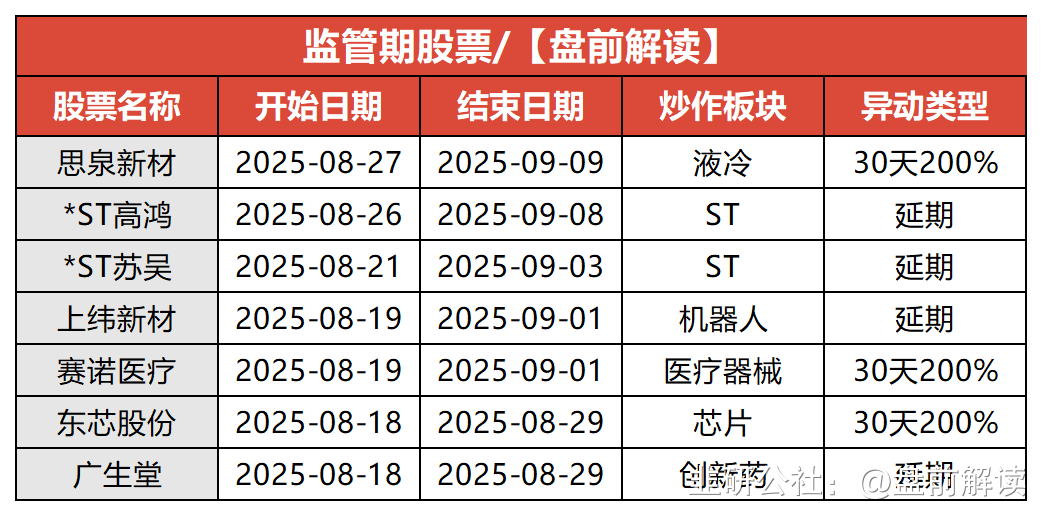 监管期股票/【盘前解读】
股票名称 开始日期 结束日期 炒作板块 异动类型
思泉新材 2025-08-27 2025-09-09 液冷 30天200%
*ST高鸿 2025-08-26 2025-09-08 ST 延期
*ST苏吴 2025-08-21 2025-09-03 ST 延期
上纬新材 2025-08-19 2025-09-01 机器人 延期
赛诺医疗 2025-08-19 2025-09-01 医疗器械 30天200%
东芯股份 2025-08-18 2025-08-29 芯片 30天200%
广生堂 2025-08-18 2025-08-29 创新药 延期
业研公社：@盘前解读